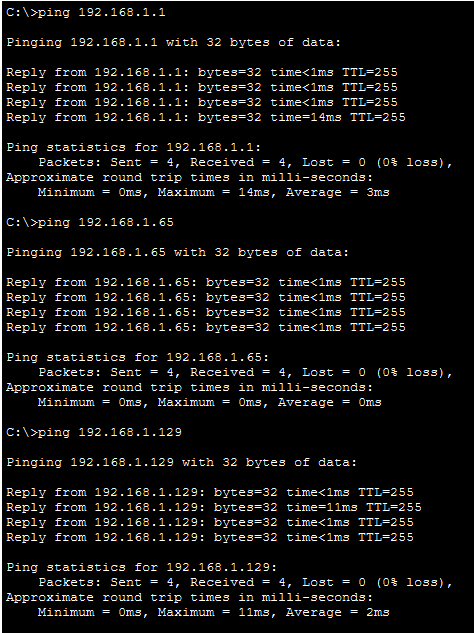 C:\>ping 192.168.1.1
Pinging 192.168.1.1 with 32 bytes of data:
Reply from 192.168.1.1: bytes=32 time<1ms TTL=255
Reply from 192.168.1.1: bytes=32 time<1ms TTL=255
Reply from 192.168.1.1: bytes=32 time<1ms TTL=255
Reply from 192.168.1.1: bytes=32 time=14ms TTL=255
Ping statistics for 192.168.1.1:
    Packets: Sent = 4, Received = 4, Lost = 0 (0% loss),
Approximate round trip times in milli-seconds:
    Minimum = 0ms, Maximum = 14ms, Average = 3ms
C:\>ping 192.168.1.65
Pinging 192.168.1.65 with 32 bytes of data:
Reply from 192.168.1.65: bytes=32 time<1ms TTL=255
Reply from 192.168.1.65: bytes=32 time<1ms TTL=255
Reply from 192.168.1.65: bytes=32 time<1ms TTL=255
Reply from 192.168.1.65: bytes=32 time<1ms TTL=255
Ping statistics for 192.168.1.65:
    Packets: Sent = 4, Received = 4, Lost = 0 (0% loss),
Approximate round trip times in milli-seconds:
    Minimum = 0ms, Maximum = 0ms, Average = 0ms
C:\>ping 192.168.1.129
Pinging 192.168.1.129 with 32 bytes of data:
Reply from 192.168.1.129: bytes=32 time<1ms TTL=255
Reply from 192.168.1.129: bytes=32 time=11ms TTL=255
Reply from 192.168.1.129: bytes=32 time<1ms TTL=255
Reply from 192.168.1.129: bytes=32 time<1ms TTL=255
Ping statistics for 192.168.1.129:
    Packets: Sent = 4, Received = 4, Lost = 0 (0% loss),
Approximate round trip times in milli-seconds:
    Minimum = 0ms, Maximum = 11ms, Average = 2ms